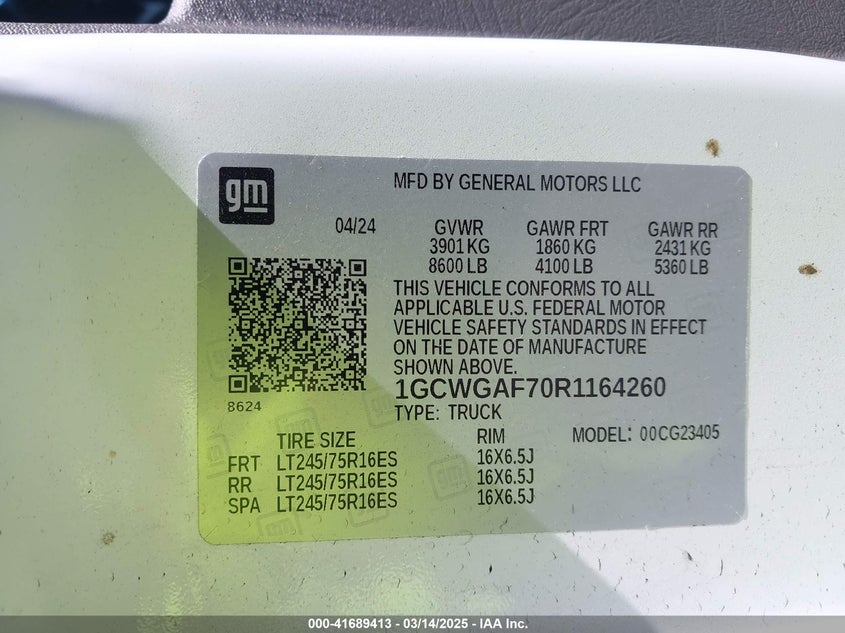 gm
MFD BY GENERAL MOTORS LLC
04/24
GVWR GAWR FRT GAWR RR
3901 KG 1860 KG 2431 KG
8600 LB 4100 LB 5360 LB
THIS VEHICLE CONFORMS TO ALL
APPLICABLE U.S. FEDERAL MOTOR
VEHICLE SAFETY STANDARDS IN EFFECT
ON THE DATE OF MANUFACTURE
SHOWN ABOVE.
8624
1GCWGAF70R1164260
TYPE: TRUCK
MODEL: 00CG23405
TIRE SIZE RIM
FRT LT245/75R16ES 16X6.5J
RR LT245/75R16ES 16X6.5J
SPA LT245/75R16ES 16X6.5J
000-41689413 - 03/14/2025 - IAA Inc.